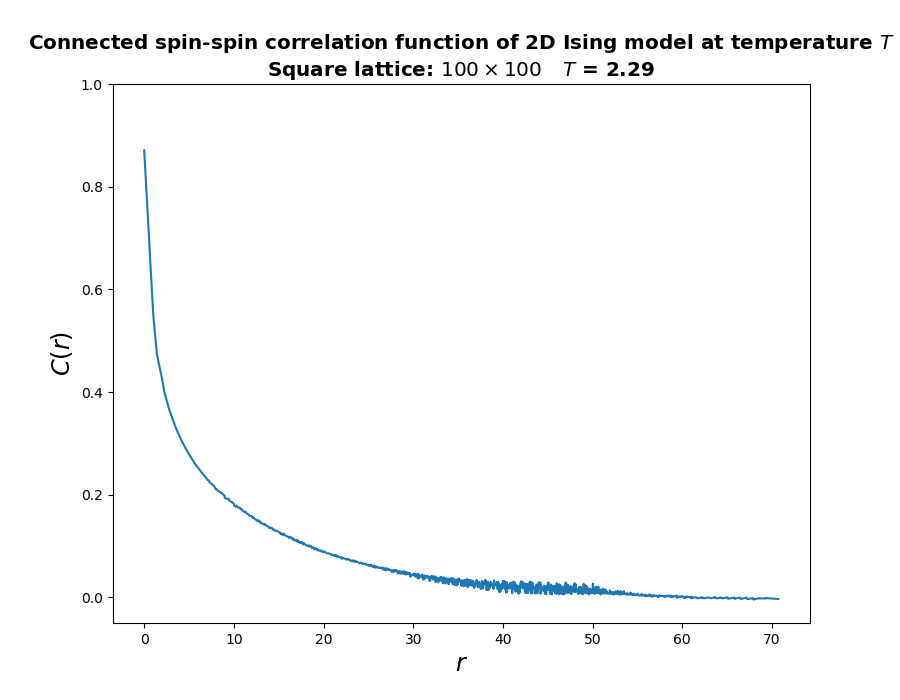 Connected spin-spin correlation function of 2D Ising model at temperature T
Square lattice: 100 × 100 T = 2.29
1.0
0.8
0.6
0.4
0.2
0.0
C(r)
0 10 20 30 40 50 60 70
r